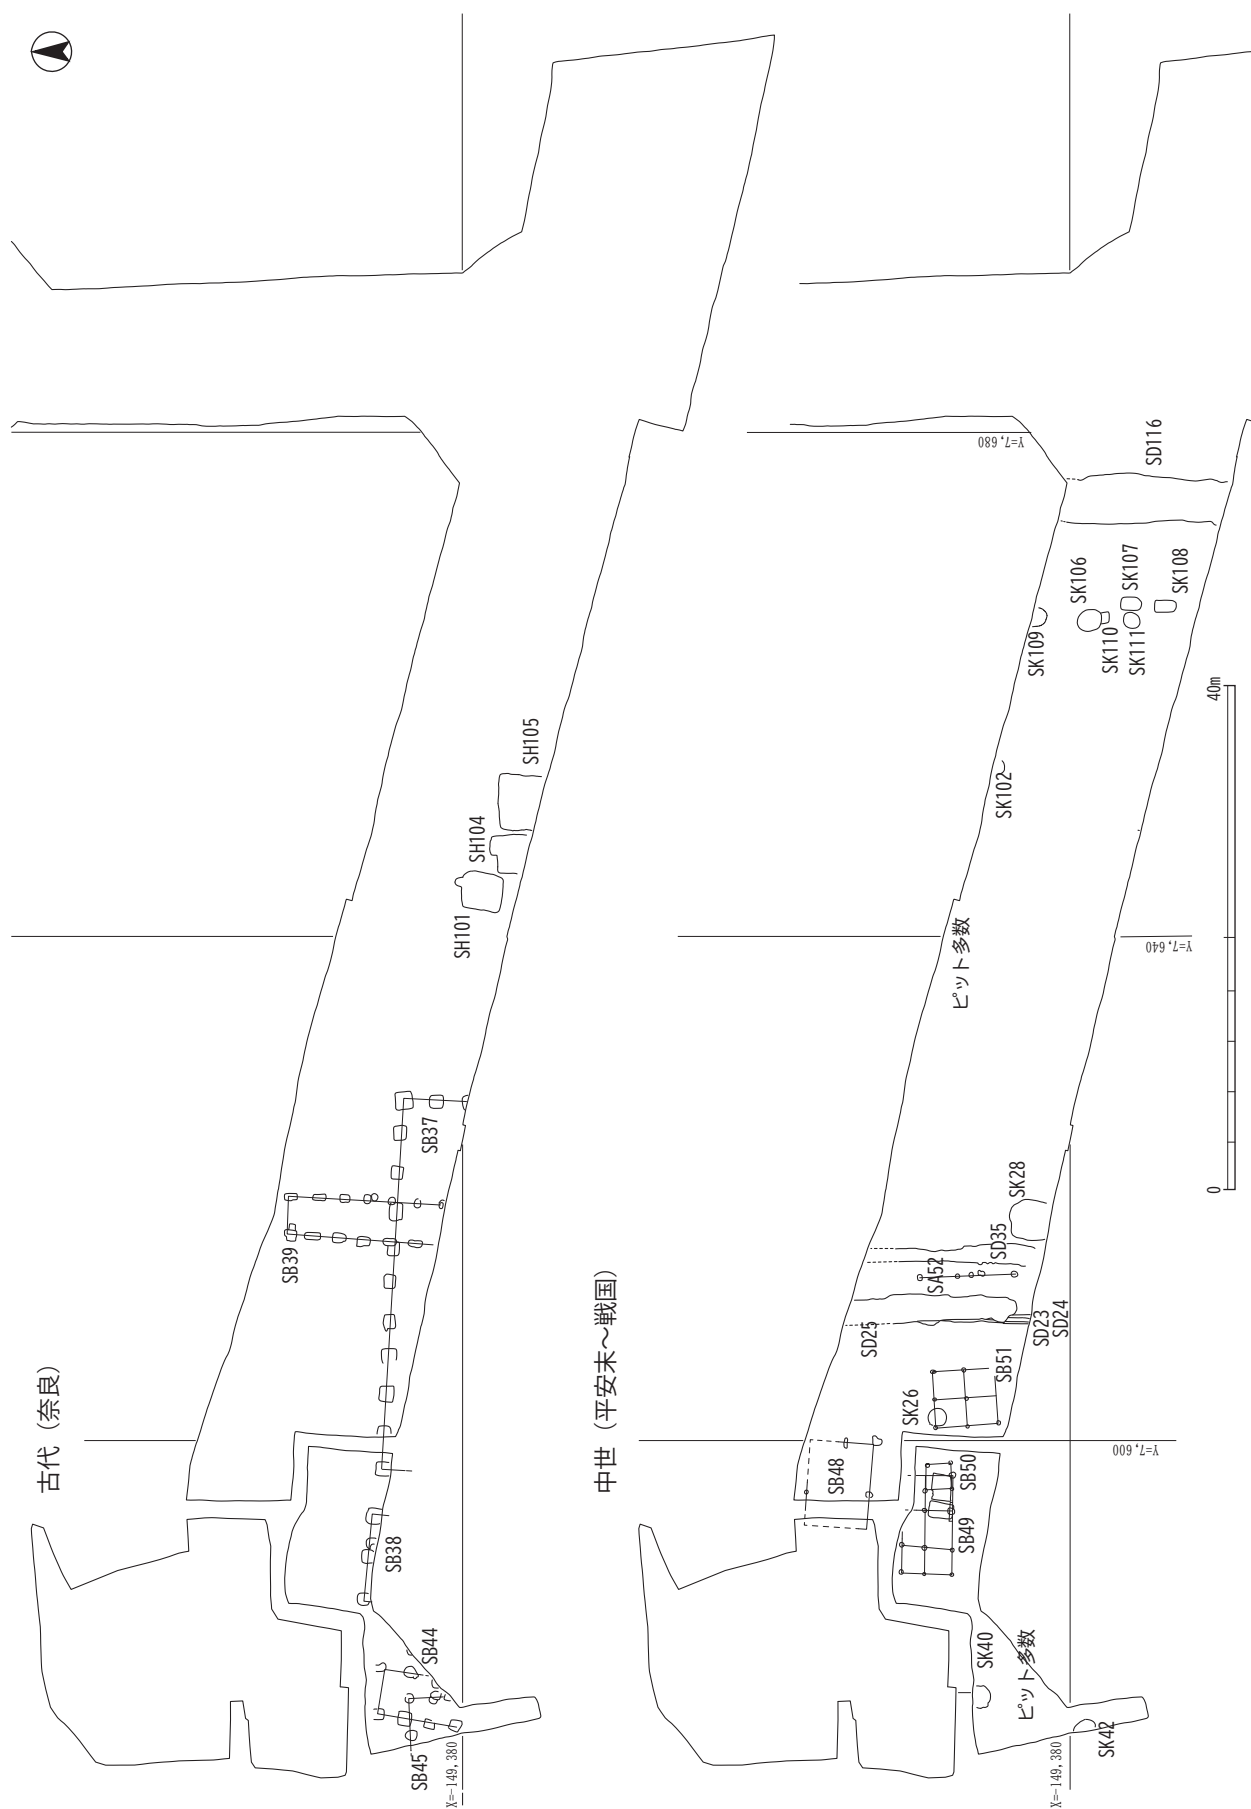 古代（奈良）
SB45
SB44
SB38
SB39
SB37
SH101
SH104
SH105
X=-149,380
中世（平安末～戦国）
SK42
ピット多数
SK40
SB49
SB50
SB48
SK26
SB51
SD25
SD23
SD24
SA52
SD35
SK28
ピット多数
SK102
SK109
SK110
SK111
SK106
SK107
SK108
SD116
X=-149,380
Y=7,600
Y=7,640
Y=7,680
0
40m